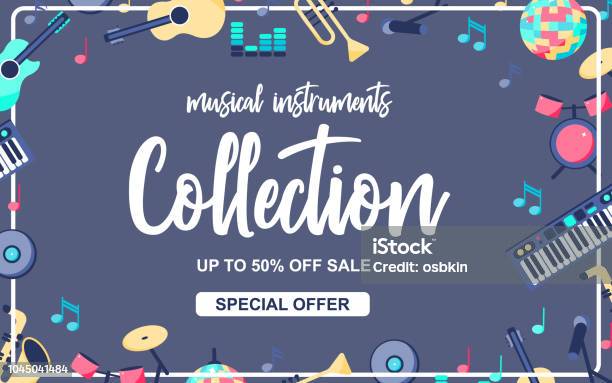 musical instruments
Collection
iStock
Credit: osbkin
UP TO 50% OFF SALE
SPECIAL OFFER
1045041484